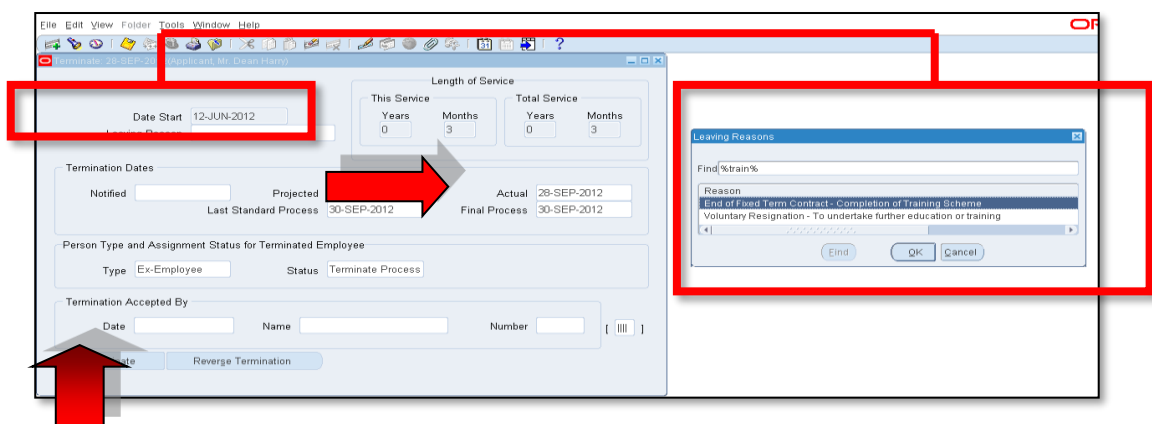 File Edit View Folder Tools Window Help
OR
Terminate: 28-SEP-2012(Applicant, Mr. Dean Harry)
Length of Service
This Service Total Service
Date Start 12-JUN-2012 Years Months Years Months
Leaving Reason 0 3 0 3
Leaving Reasons
Find %train%
Termination Dates
Notified Projected Actual 28-SEP-2012
Last Standard Process 30-SEP-2012 Final Process 30-SEP-2012
Reason
End of Fixed Term Contract - Completion of Training Scheme
Voluntary Resignation - To undertake further education or training
Find OK Cancel
Person Type and Assignment Status for Terminated Employee
Type Ex-Employee Status Terminate Process
Termination Accepted By
Date Name Number [ ]
ate Reverse Termination